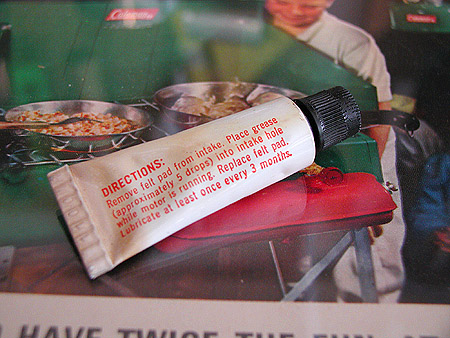 Coleman
DIRECTIONS:
Remove felt pad from intake. Place grease
(approximately 5 drops) into intake hole
while motor is running. Replace felt pad.
Lubricate at least once every 3 months.
HAVE TWICE THE FUN